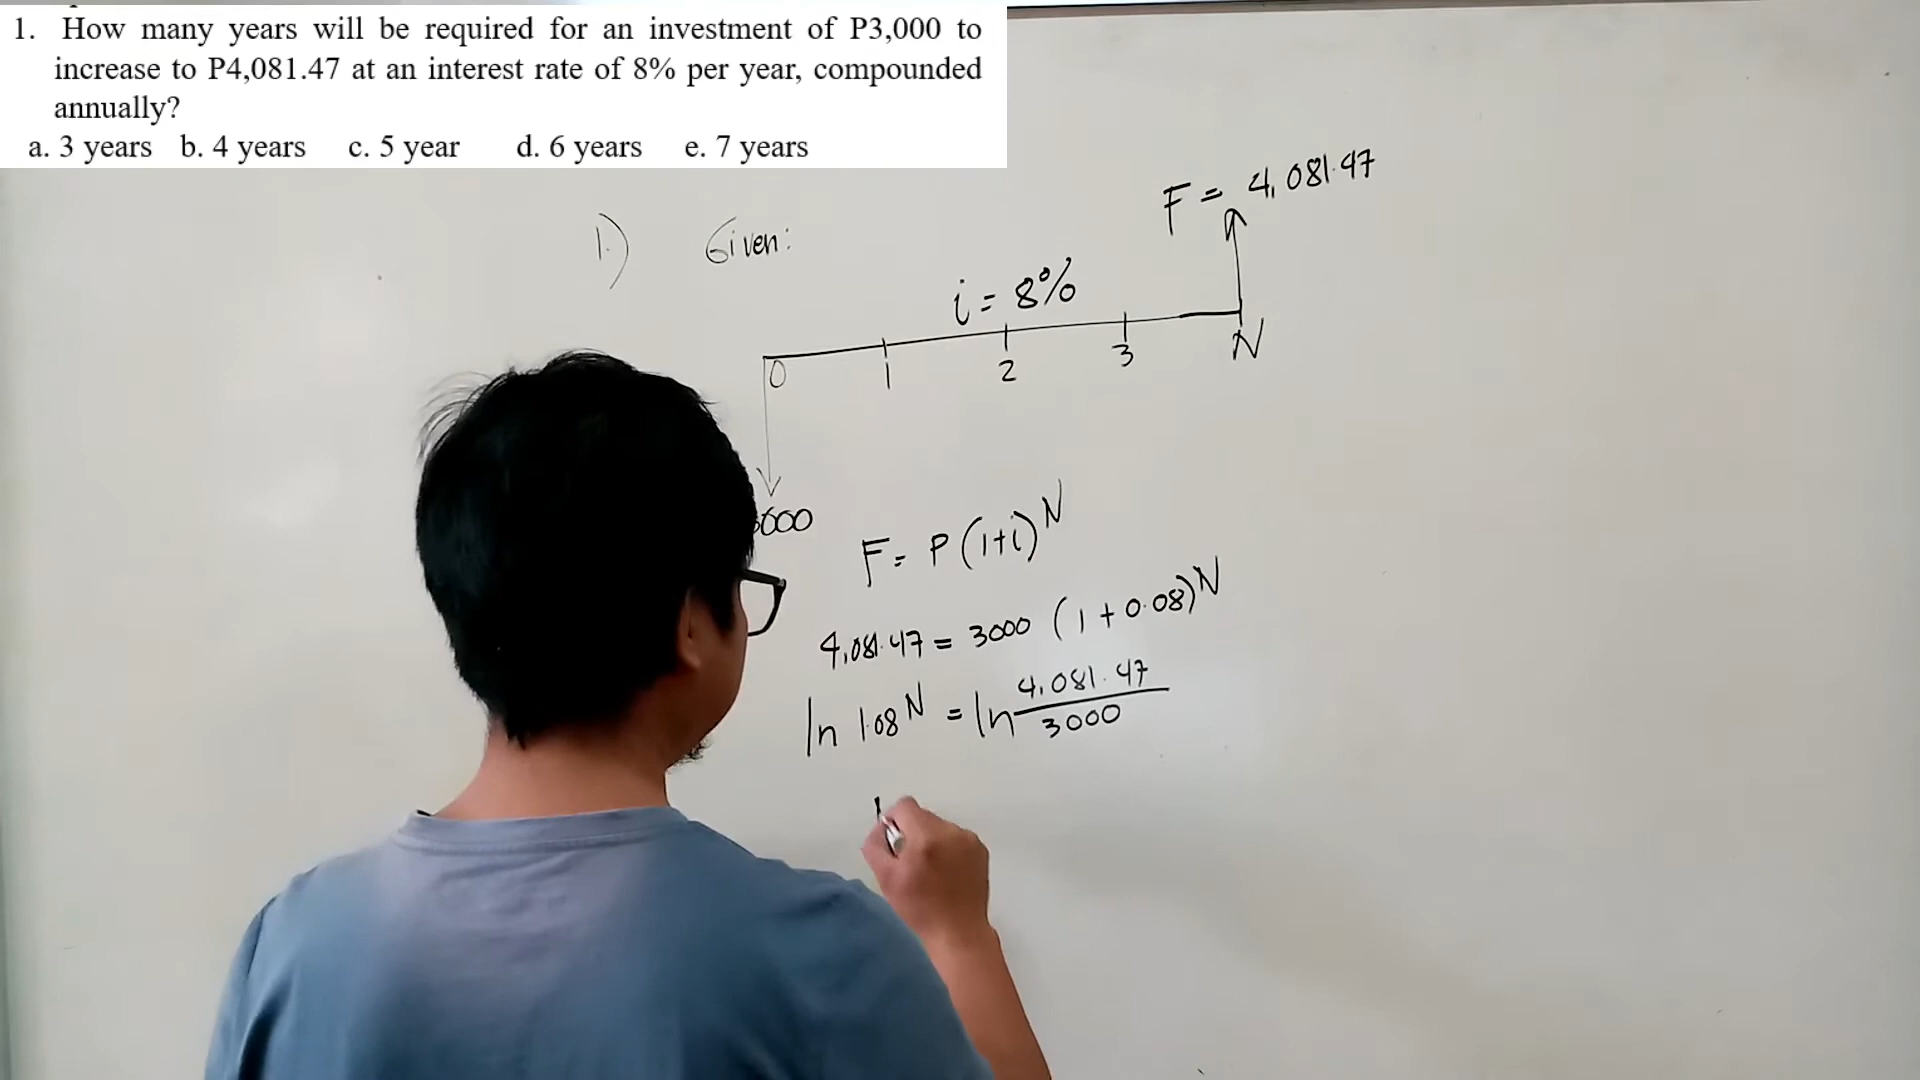 1. How many years will be required for an investment of P3,000 to
increase to P4,081.47 at an interest rate of 8% per year, compounded
annually?
a. 3 years b. 4 years c. 5 year d. 6 years e. 7 years
1.) Given:
F = 4,081.47
i = 8%
0 1 2 3 N
F = P(1+i)^N
4,081.47 = 3000 (1 + 0.08)^N
ln 1.08^N = ln 4,081.47
3000